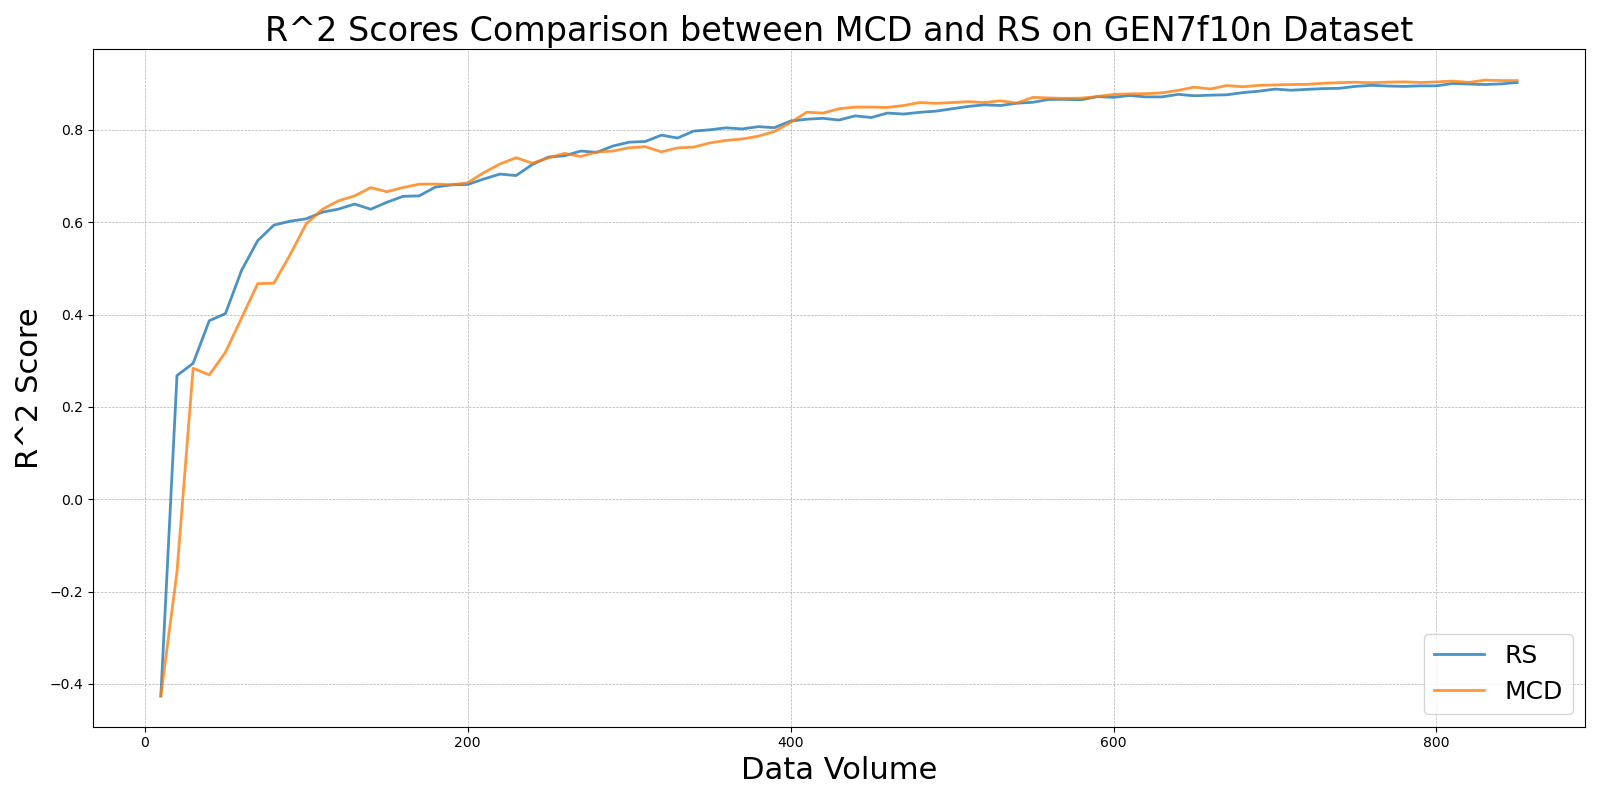 R^2 Scores Comparison between MCD and RS on GEN7f10n Dataset
R^2 Score
0.8
0.6
0.4
0.2
0.0
−0.2
−0.4
0 200 400 600 800
Data Volume
RS
MCD